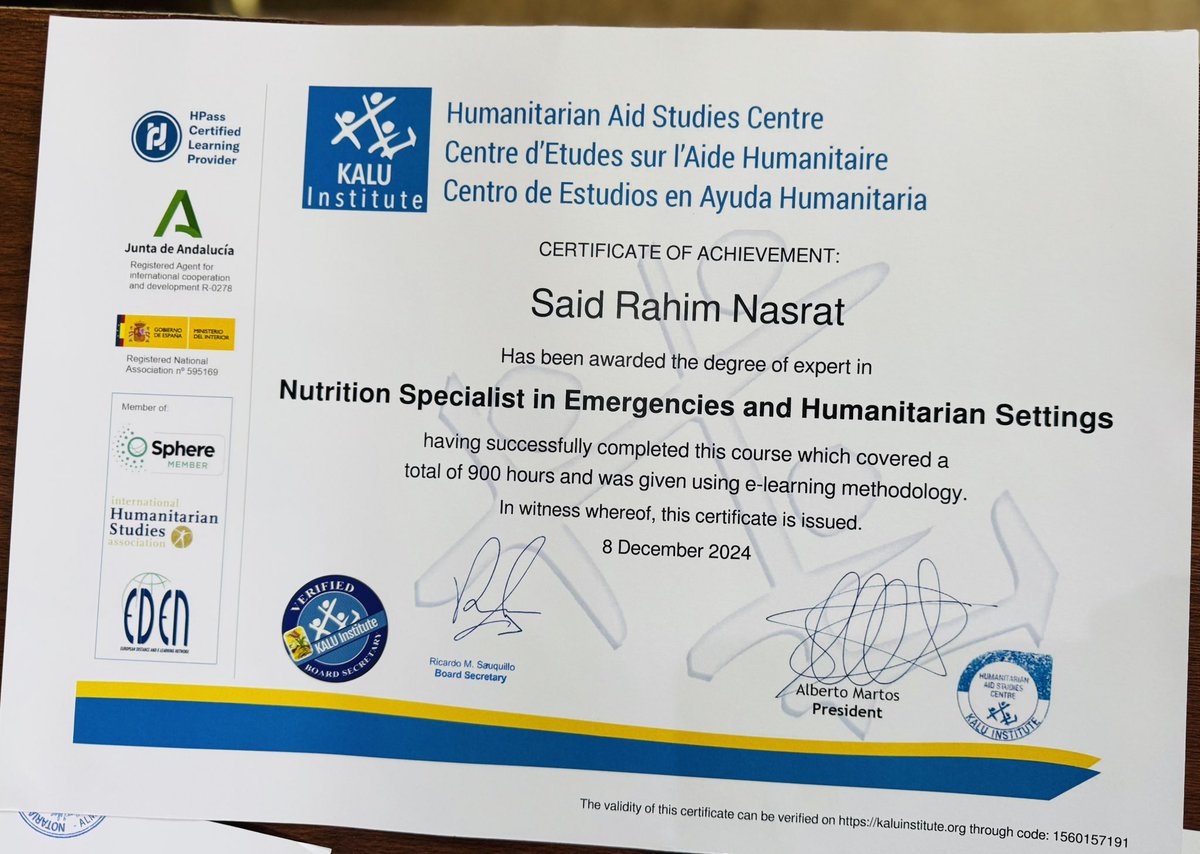 HPass
Certified
Learning
Provider
Junta de Andalucía
Registered Agent for
international cooperation
and development R-0278
GOBIERNO
DE ESPAÑA
MINISTERIO
DEL INTERIOR
Registered National
Association nº 595169
Member of:
Sphere
MEMBER
international
Humanitarian
Studies
association
EDEN
EUROPEAN DISTANCE AND E-LEARNING NETWORK
KALU
Institute
Humanitarian Aid Studies Centre
Centre d'Etudes sur l'Aide Humanitaire
Centro de Estudios en Ayuda Humanitaria
CERTIFICATE OF ACHIEVEMENT:
Said Rahim Nasrat
Has been awarded the degree of expert in
Nutrition Specialist in Emergencies and Humanitarian Settings
having successfully completed this course which covered a
total of 900 hours and was given using e-learning methodology.
In witness whereof, this certificate is issued.
8 December 2024
VERIFIED
KALU Institute
BOARD SECRETARY
Ricardo M. Sauquillo
Board Secretary
Alberto Martos
President
HUMANITARIAN
AID STUDIES
CENTRE
KALU INSTITUTE
The validity of this certificate can be verified on https://kaluinstitute.org through code: 1560157191